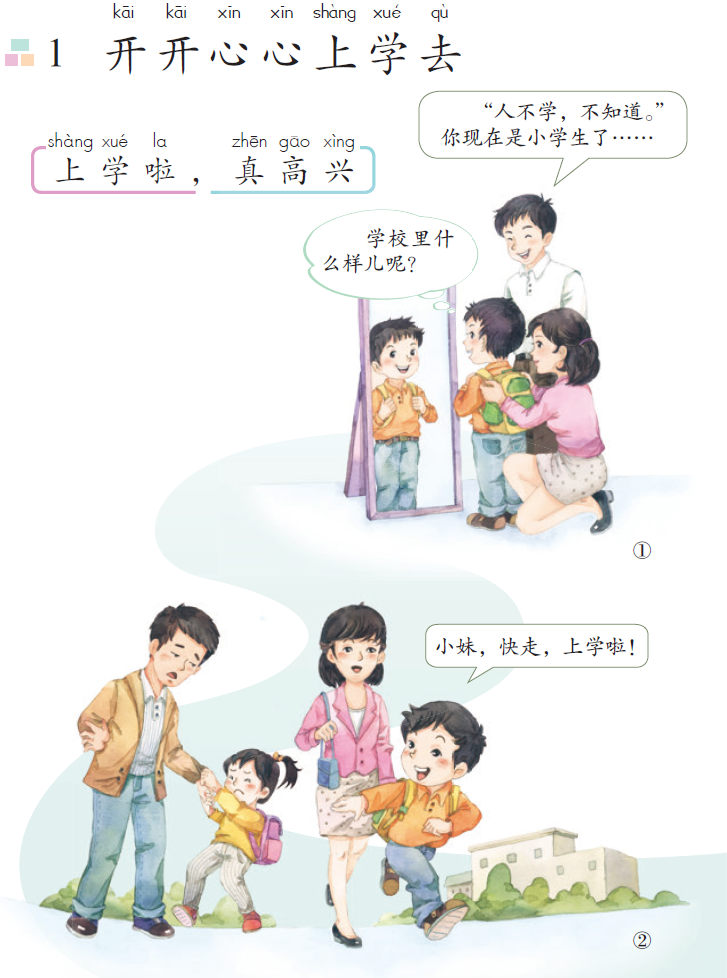 kāi kāi xīn xīn shàng xué qù
1 开开心心上学去
shàng xué la zhēn gāo xìng
上学啦，真高兴
“人不学，不知道。”
你现在是小学生了……
学校里什
么样儿呢？
①
小妹，快走，上学啦！
②